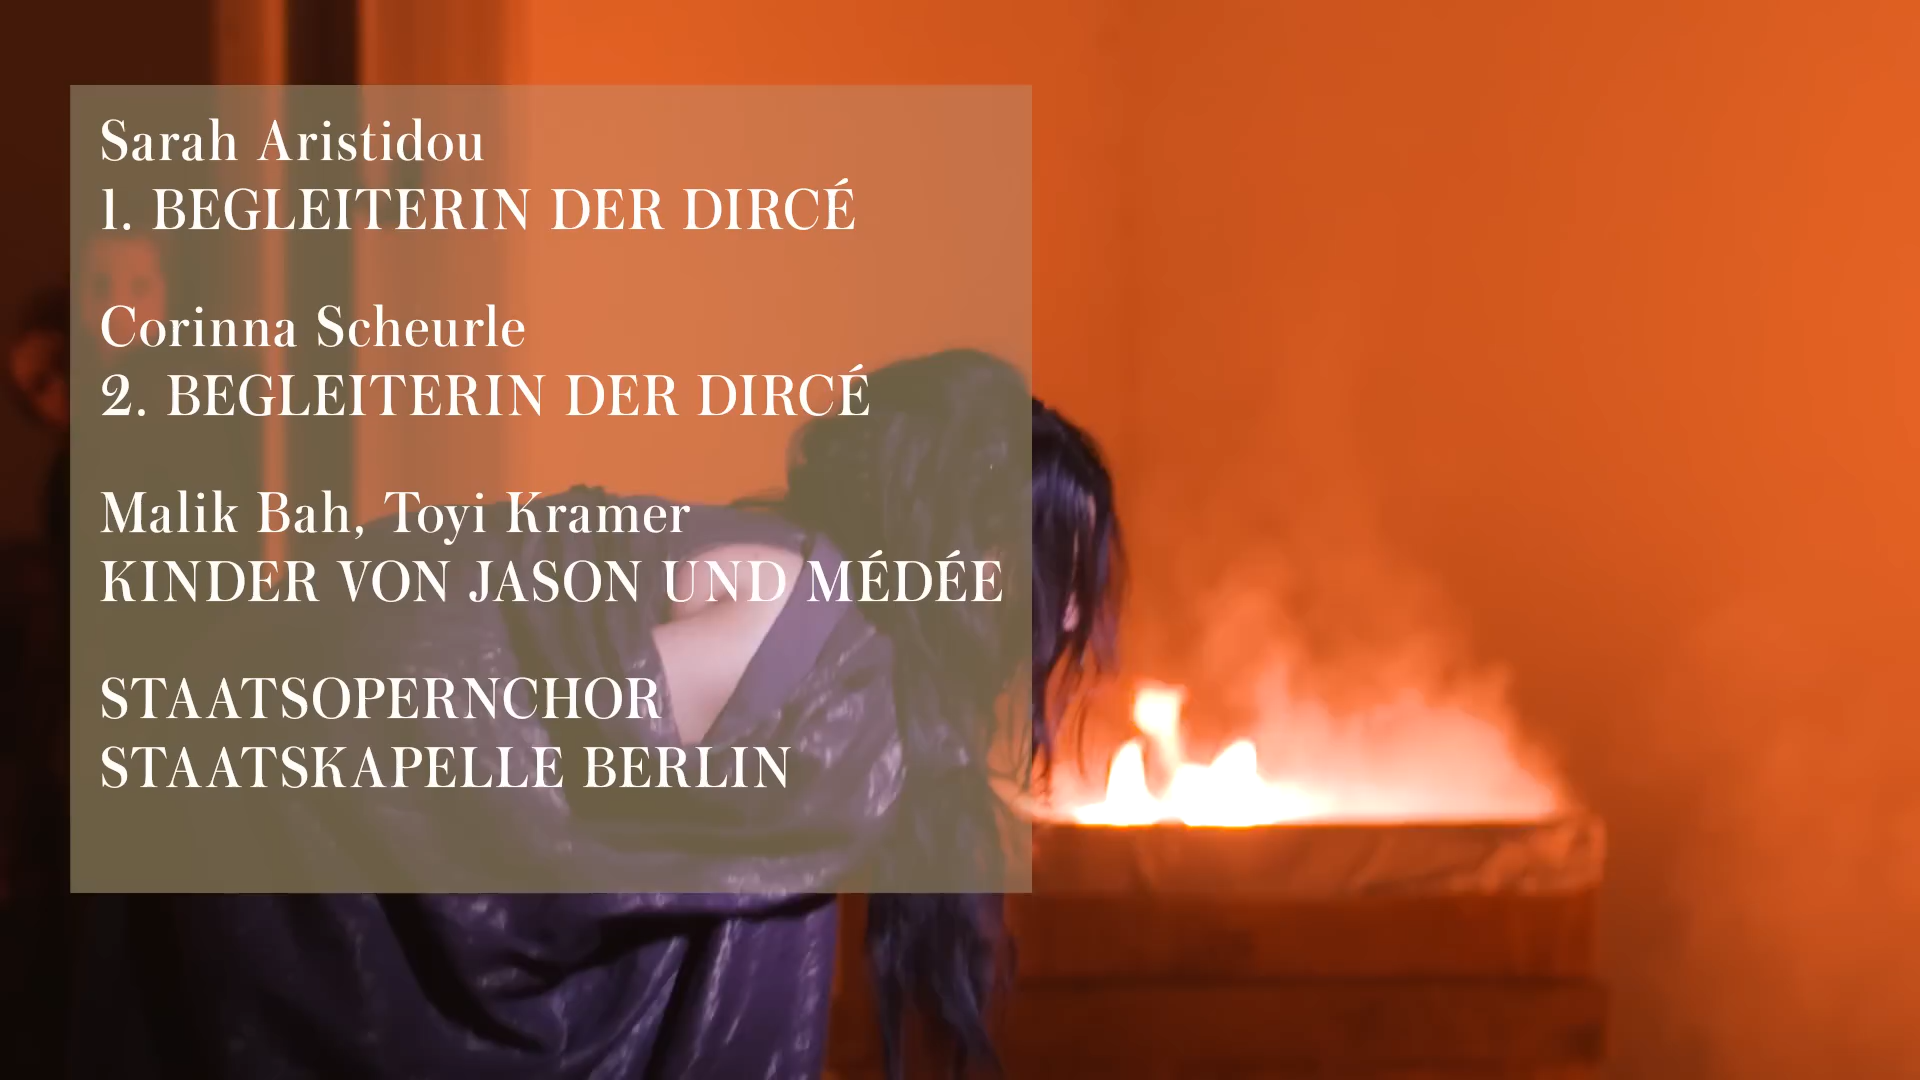 Sarah Aristidou
1. BEGLEITERIN DER DIRCÉ
Corinna Scheurle
2. BEGLEITERIN DER DIRCÉ
Malik Bah, Toyi Kramer
KINDER VON JASON UND MÉDÉE
STAATSOPERNCHOR
STAATSKAPELLE BERLIN